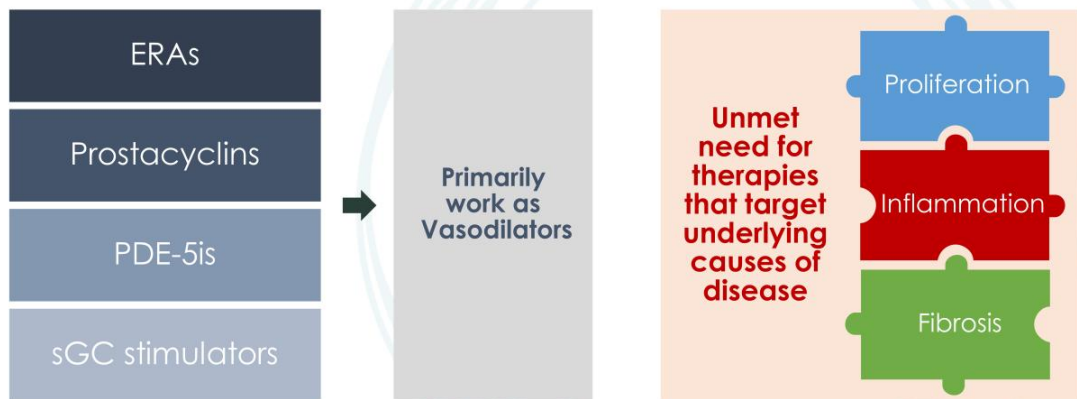 ERAs
Prostacyclins
PDE-5is
sGC stimulators
Primarily
work as
Vasodilators
Unmet
need for
therapies
that target
underlying
causes of
disease
Proliferation
Inflammation
Fibrosis